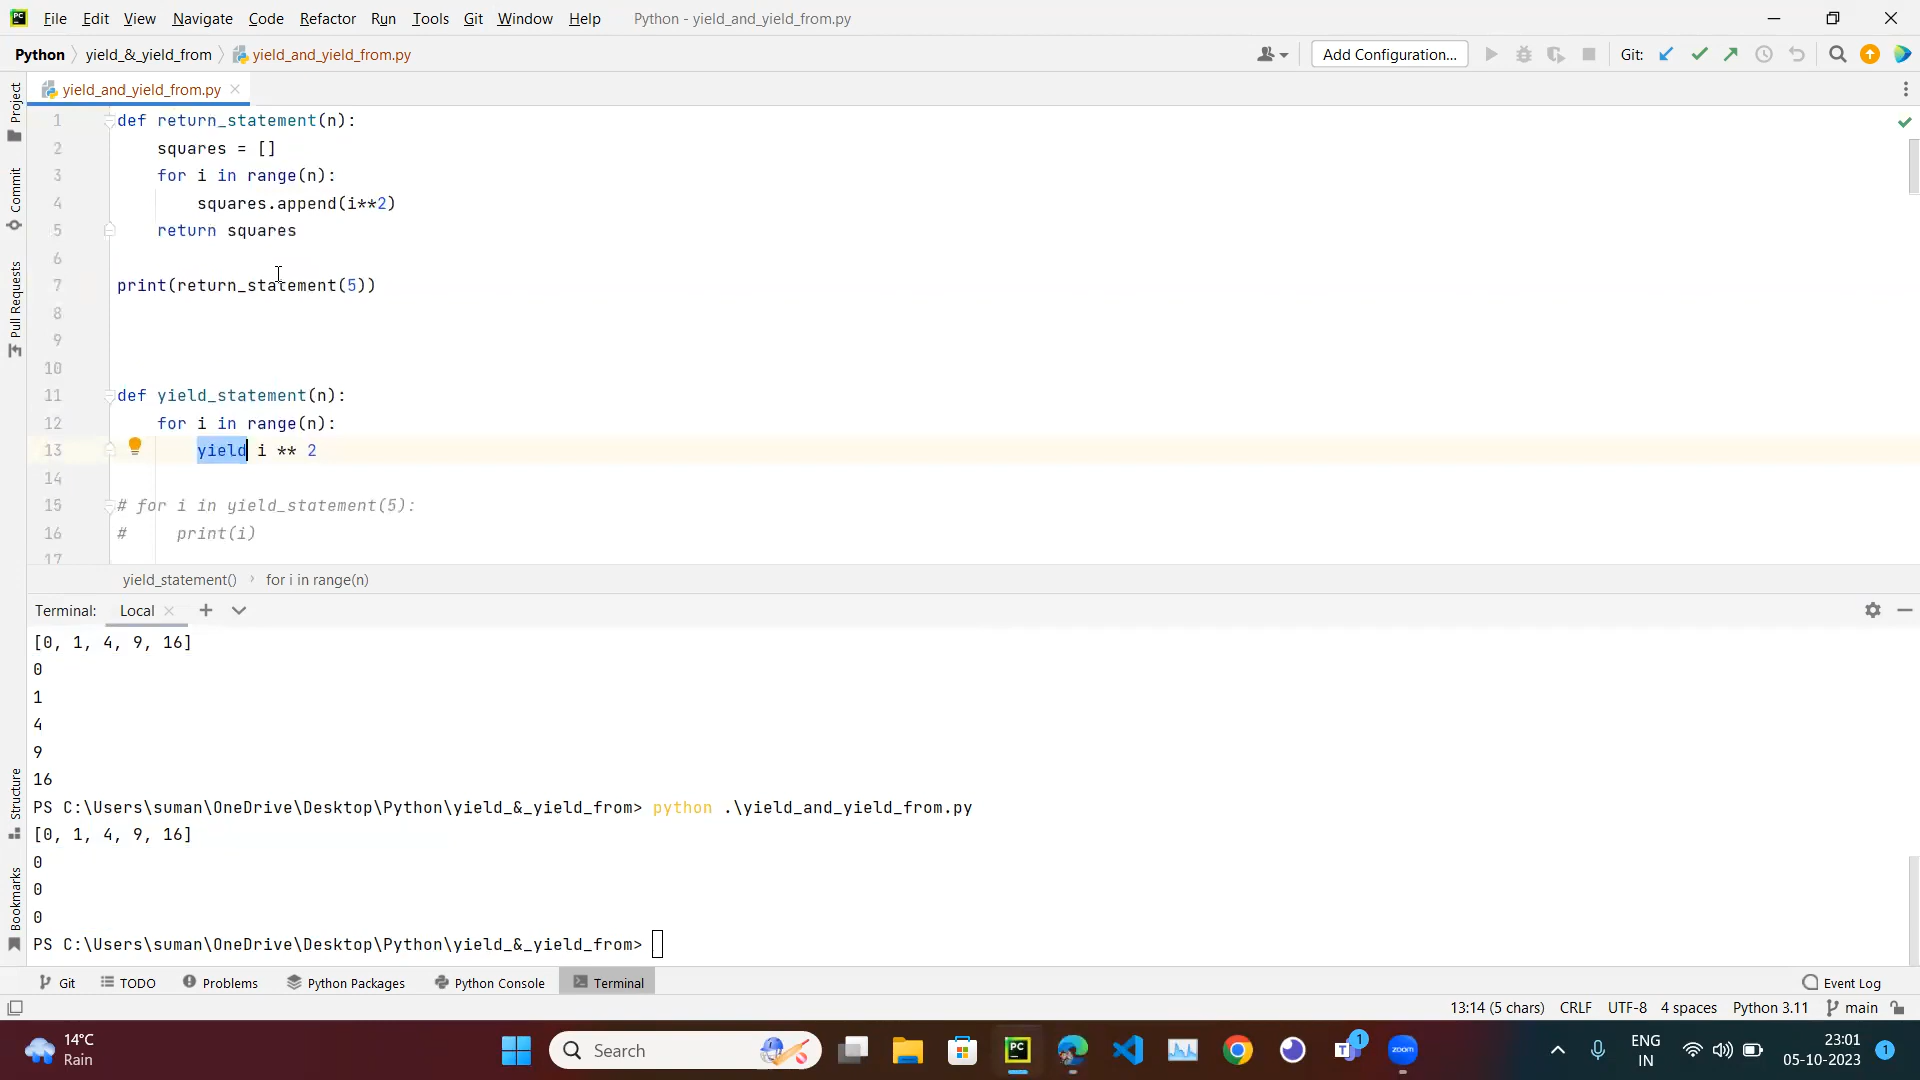 PC File Edit View Navigate Code Refactor Run Tools Git Window Help Python - yield_and_yield_from.py
Python yield_&_yield_from yield_and_yield_from.py Add Configuration... Git:
yield_and_yield_from.py
Project
Commit
Pull Requests
Structure
Bookmarks
1 def return_statement(n):
2 squares = []
3 for i in range(n):
4 squares.append(i**2)
5 return squares
6
7 print(return_statement(5))
8
9
10
11 def yield_statement(n):
12 for i in range(n):
13 yield i ** 2
14
15 # for i in yield_statement(5):
16 # print(i)
17
yield_statement() for i in range(n)
Terminal: Local
[0, 1, 4, 9, 16]
0
1
4
9
16
PS C:\Users\suman\OneDrive\Desktop\Python\yield_&_yield_from> python .\yield_and_yield_from.py
[0, 1, 4, 9, 16]
0
0
0
PS C:\Users\suman\OneDrive\Desktop\Python\yield_&_yield_from>
Git TODO Problems Python Packages Python Console Terminal Event Log
13:14 (5 chars) CRLF UTF-8 4 spaces Python 3.11 main
14°C
Rain
Search
PC
T
1
zoom
ENG
IN
23:01
05-10-2023
1